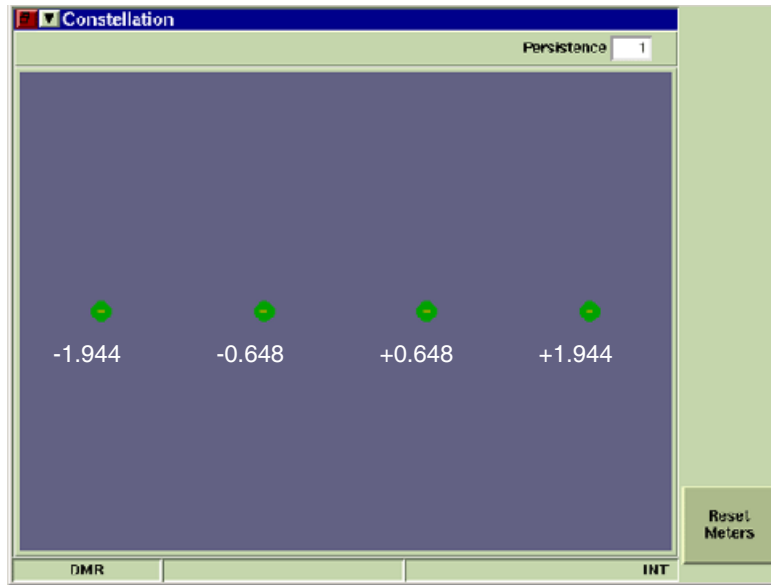 Constellation
Persistence 1
-1.944 -0.648 +0.648 +1.944
Reset
Meters
DMR INT